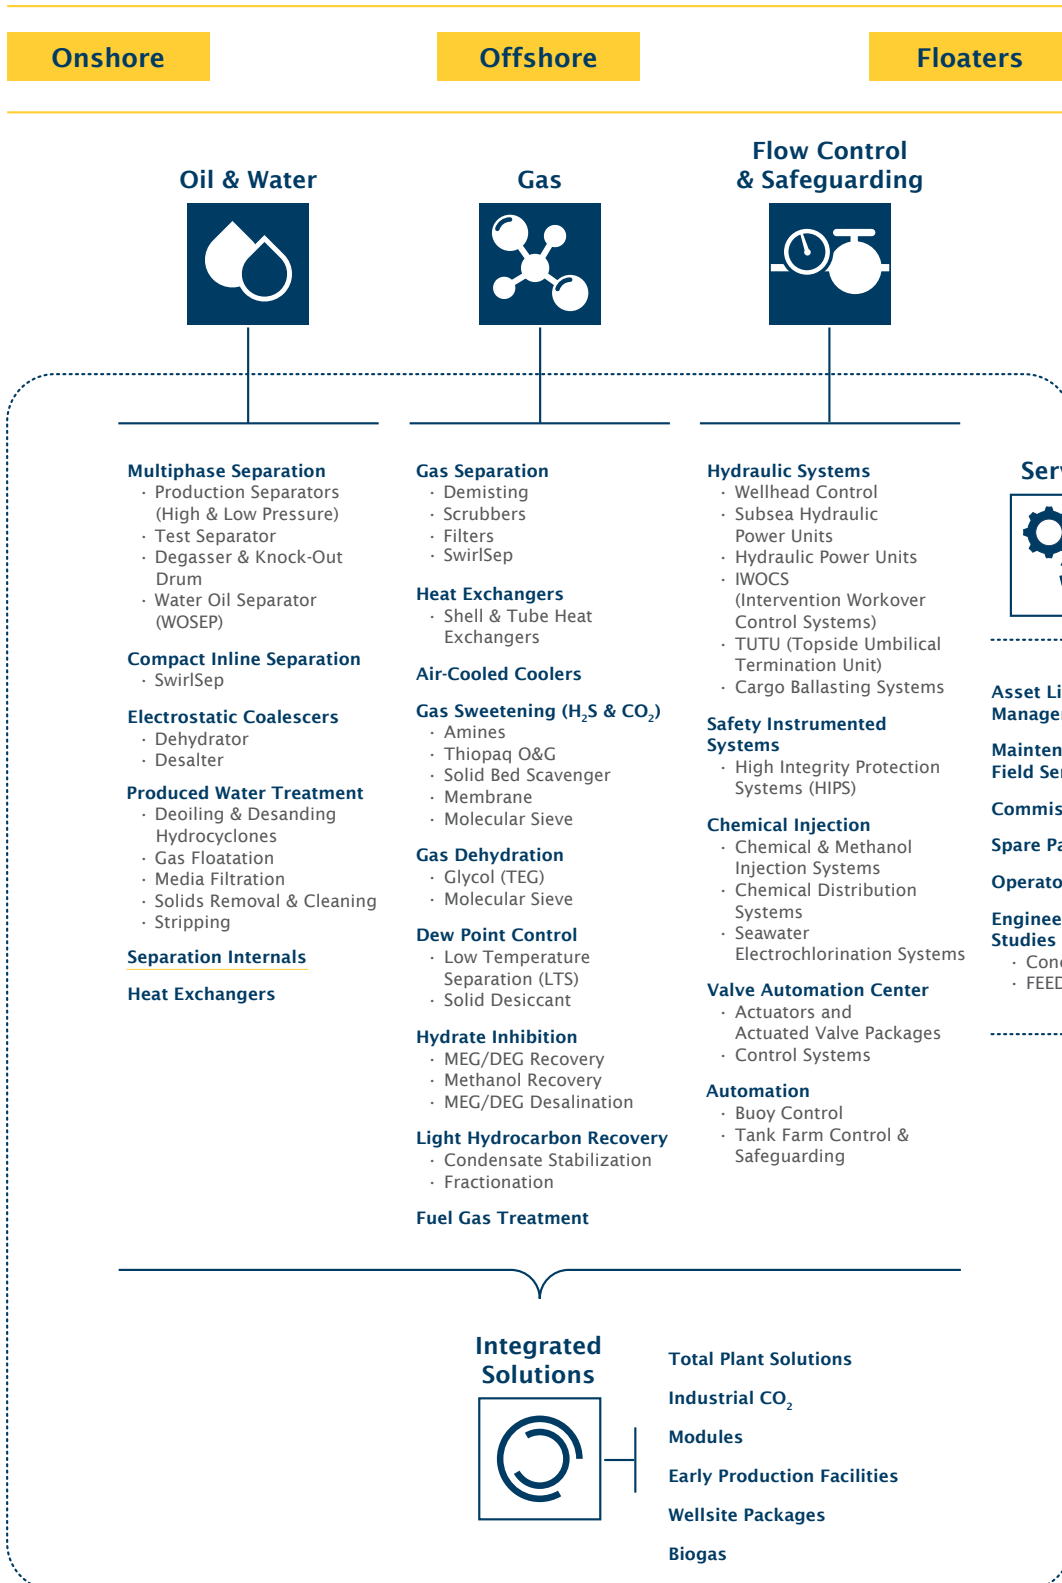 Onshore
Offshore
Floaters
Oil & Water
Gas
Flow Control
& Safeguarding
Multiphase Separation
· Production Separators
(High & Low Pressure)
· Test Separator
· Degasser & Knock-Out
Drum
· Water Oil Separator
(WOSEP)
Compact Inline Separation
· SwirlSep
Electrostatic Coalescers
· Dehydrator
· Desalter
Produced Water Treatment
· Deoiling & Desanding
Hydrocyclones
· Gas Floatation
· Media Filtration
· Solids Removal & Cleaning
· Stripping
Separation Internals
Heat Exchangers
Gas Separation
· Demisting
· Scrubbers
· Filters
· SwirlSep
Heat Exchangers
· Shell & Tube Heat
Exchangers
Air-Cooled Coolers
Gas Sweetening (H₂S & CO₂)
· Amines
· Thiopaq O&G
· Solid Bed Scavenger
· Membrane
· Molecular Sieve
Gas Dehydration
· Glycol (TEG)
· Molecular Sieve
Dew Point Control
· Low Temperature
Separation (LTS)
· Solid Desiccant
Hydrate Inhibition
· MEG/DEG Recovery
· Methanol Recovery
· MEG/DEG Desalination
Light Hydrocarbon Recovery
· Condensate Stabilization
· Fractionation
Fuel Gas Treatment
Hydraulic Systems
· Wellhead Control
· Subsea Hydraulic
Power Units
· Hydraulic Power Units
· IWOCS
(Intervention Workover
Control Systems)
· TUTU (Topside Umbilical
Termination Unit)
· Cargo Ballasting Systems
Safety Instrumented
Systems
· High Integrity Protection
Systems (HIPS)
Chemical Injection
· Chemical & Methanol
Injection Systems
· Chemical Distribution
Systems
· Seawater
Electrochlorination Systems
Valve Automation Center
· Actuators and
Actuated Valve Packages
· Control Systems
Automation
· Buoy Control
· Tank Farm Control &
Safeguarding
Asset
Spare
Studies
Field
· FEED
Integrated
Solutions
Total Plant Solutions
Industrial CO₂
Modules
Early Production Facilities
Wellsite Packages
Biogas